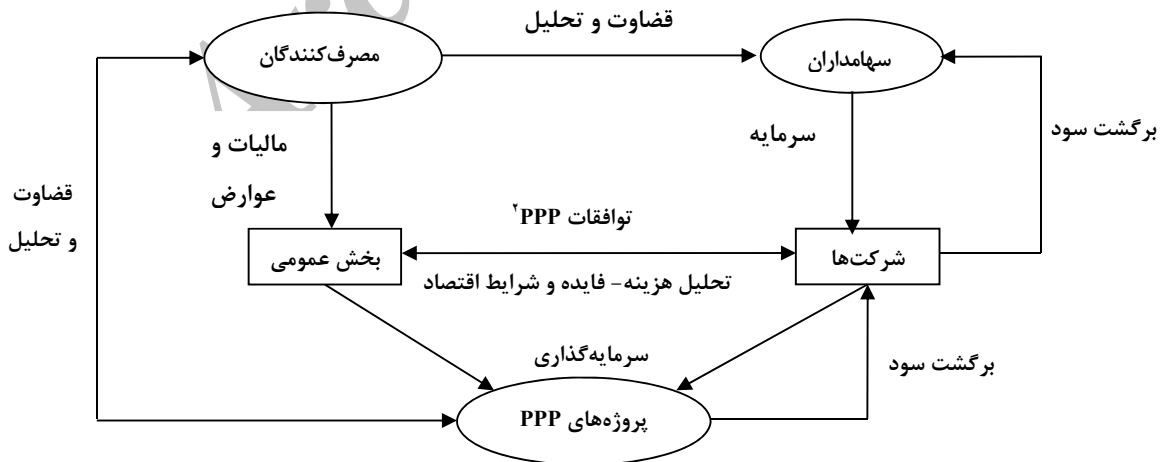 قضاوت و تحلیل
مصرف‌کنندگان
سهامداران
برگشت سود
سرمایه
مالیات و
عوارض
قضاوت
و تحلیل
توافقات PPP۲
بخش عمومی
شرکت‌ها
تحلیل هزینه- فایده و شرایط اقتصاد
سرمایه‌گذاری
برگشت سود
پروژه‌های PPP